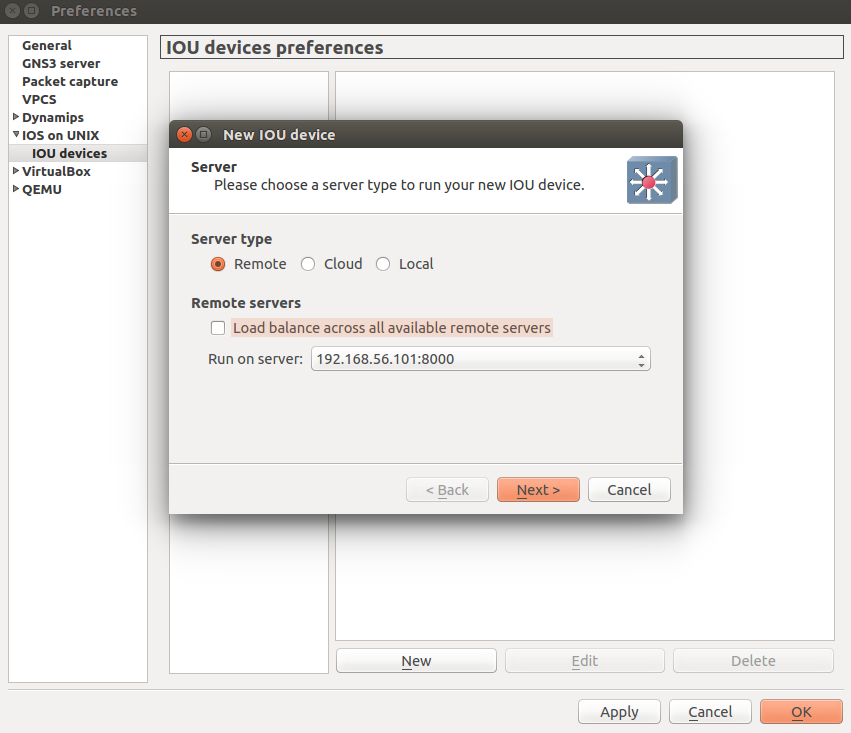 Preferences
General
GNS3 server
Packet capture
VPCS
Dynamips
IOS on UNIX
IOU devices
VirtualBox
QEMU
IOU devices preferences
New IOU device
Server
Please choose a server type to run your new IOU device.
Server type
Remote Cloud Local
Remote servers
Load balance across all available remote servers
Run on server: 192.168.56.101:8000
< Back Next > Cancel
New Edit Delete
Apply Cancel OK